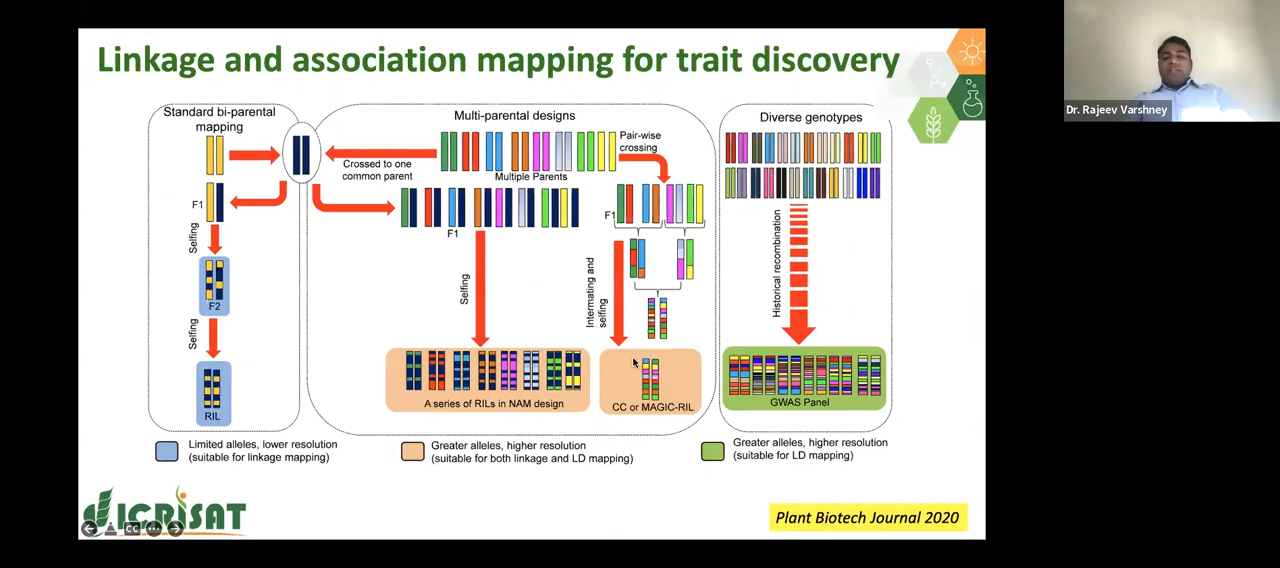 Linkage and association mapping for trait discovery
Dr. Rajeev Varshney
Standard bi-parental
mapping
F1
Selfing
F2
Selfing
RIL
Multi-parental designs
Crossed to one
common parent
Multiple Parents
Pair-wise
crossing
F1
F1
Selfing
Intermating and
selfing
A series of RILs in NAM design
CC or MAGIC-RIL
Diverse genotypes
Historical recombination
GWAS Panel
Limited alleles, lower resolution
(suitable for linkage mapping)
Greater alleles, higher resolution
(suitable for both linkage and LD mapping)
Greater alleles, higher resolution
(suitable for LD mapping)
ICRISAT
CC
Plant Biotech Journal 2020